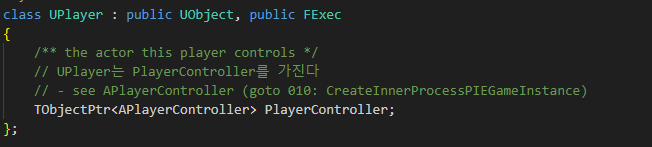 class UPlayer : public UObject, public FExec
{
    /** the actor this player controls */
    // UPlayer는 PlayerController를 가진다
    // - see APlayerController (goto 010: CreateInnerProcessPIEGameInstance)
    TObjectPtr<APlayerController> PlayerController;
};